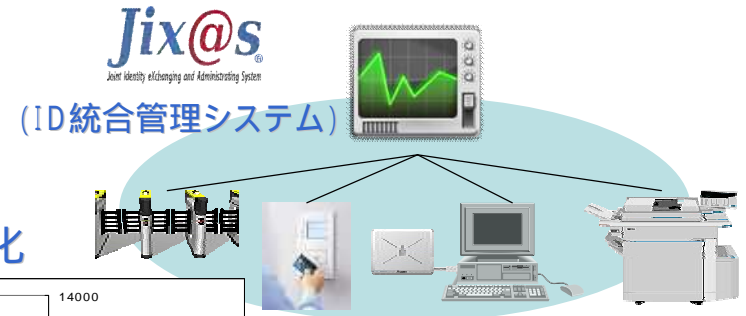 Jix@s®
Joint Identity eXchanging and Administrating System
(ID統合管理システム)
化
14000